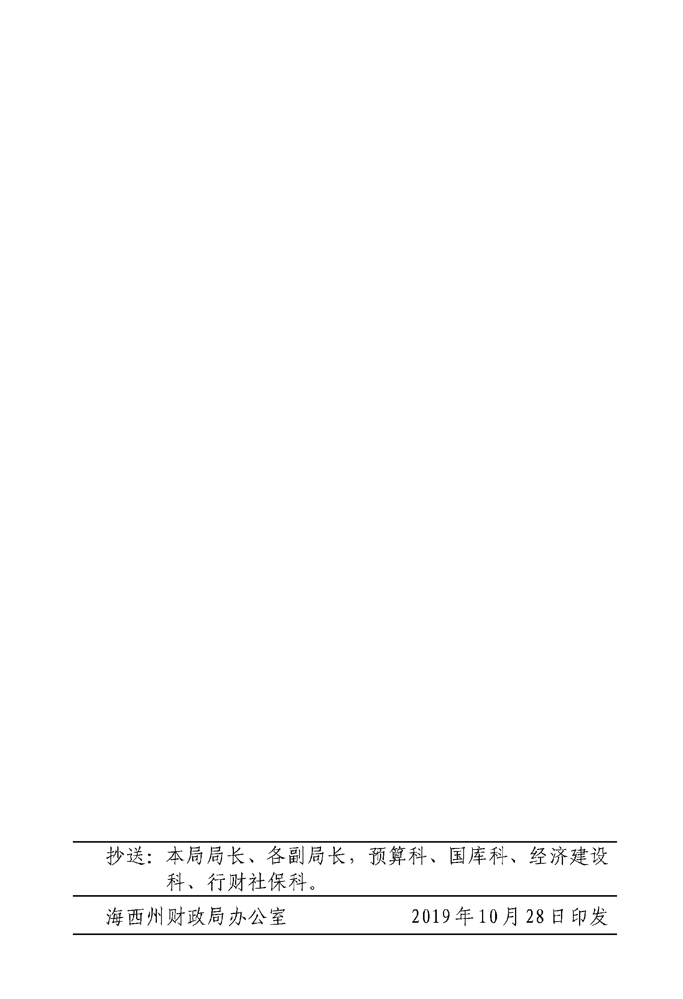 抄送：本局局长、各副局长，预算科、国库科、经济建设
科、行财社保科。
海西州财政局办公室 2019年10月28日印发